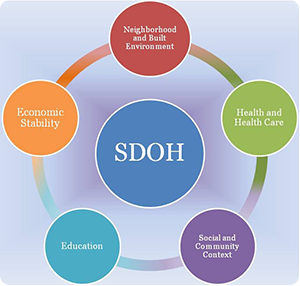 Neighborhood
and Built
Environment
Economic
Stability
Health and
Health Care
SDOH
Education
Social and
Community
Context